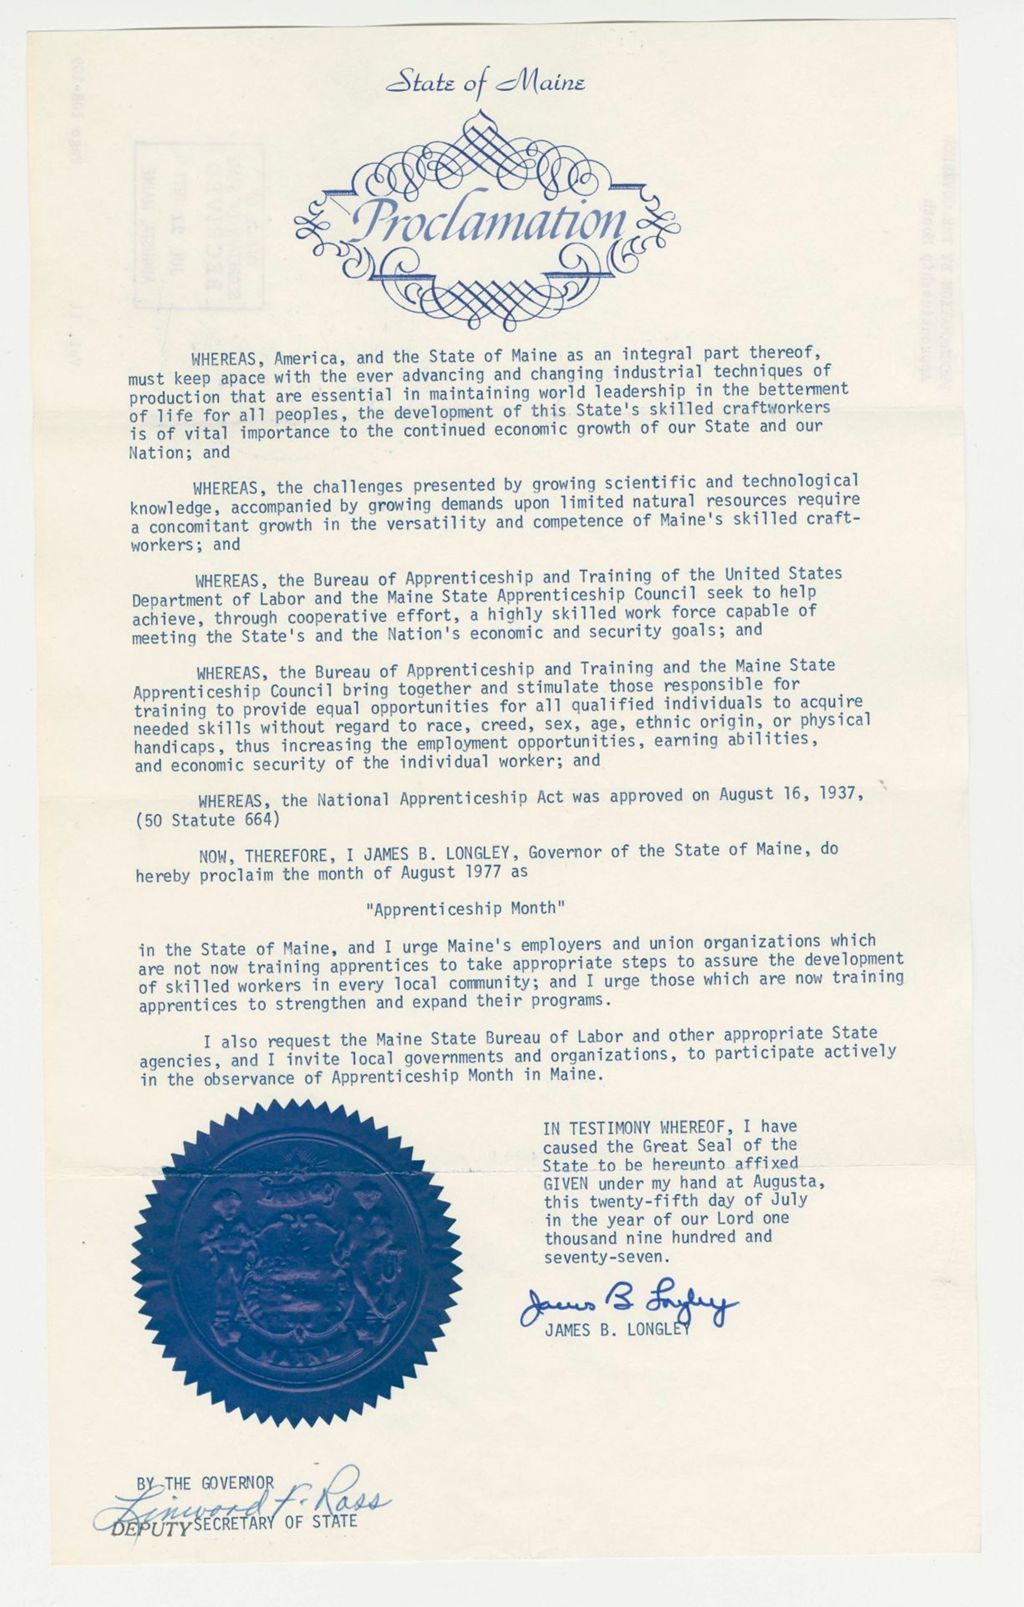 State of Maine
Proclamation
WHEREAS, America, and the State of Maine as an integral part thereof,
must keep apace with the ever advancing and changing industrial techniques of
production that are essential in maintaining world leadership in the betterment
of life for all peoples, the development of this State's skilled craftworkers
is of vital importance to the continued economic growth of our State and our
Nation; and
WHEREAS, the challenges presented by growing scientific and technological
knowledge, accompanied by growing demands upon limited natural resources require
a concomitant growth in the versatility and competence of Maine's skilled craft-
workers; and
WHEREAS, the Bureau of Apprenticeship and Training of the United States
Department of Labor and the Maine State Apprenticeship Council seek to help
achieve, through cooperative effort, a highly skilled work force capable of
meeting the State's and the Nation's economic and security goals; and
WHEREAS, the Bureau of Apprenticeship and Training and the Maine State
Apprenticeship Council bring together and stimulate those responsible for
training to provide equal opportunities for all qualified individuals to acquire
needed skills without regard to race, creed, sex, age, ethnic origin, or physical
handicaps, thus increasing the employment opportunities, earning abilities,
and economic security of the individual worker; and
WHEREAS, the National Apprenticeship Act was approved on August 16, 1937,
(50 Statute 664)
NOW, THEREFORE, I JAMES B. LONGLEY, Governor of the State of Maine, do
hereby proclaim the month of August 1977 as
"Apprenticeship Month"
in the State of Maine, and I urge Maine's employers and union organizations which
are not now training apprentices to take appropriate steps to assure the development
of skilled workers in every local community; and I urge those which are now training
apprentices to strengthen and expand their programs.
I also request the Maine State Bureau of Labor and other appropriate State
agencies, and I invite local governments and organizations, to participate actively
in the observance of Apprenticeship Month in Maine.
IN TESTIMONY WHEREOF, I have
caused the Great Seal of the
State to be hereunto affixed
GIVEN under my hand at Augusta,
this twenty-fifth day of July
in the year of our Lord one
thousand nine hundred and
seventy-seven.
James B Longley
JAMES B. LONGLEY
MAINE
BY THE GOVERNOR
Linwood F. Ross
DEPUTY SECRETARY OF STATE